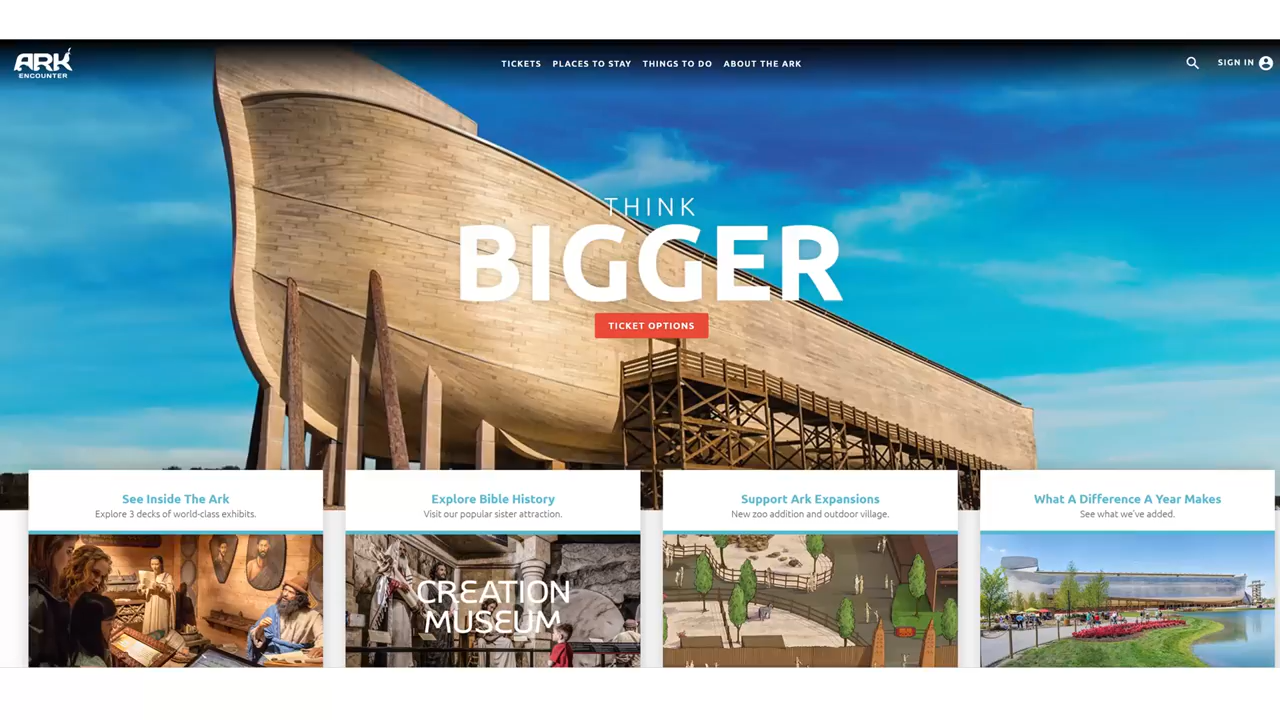 ARK
ENCOUNTER
TICKETS PLACES TO STAY THINGS TO DO ABOUT THE ARK
SIGN IN
THINK
BIGGER
TICKET OPTIONS
See Inside The Ark
Explore 3 decks of world-class exhibits.
Explore Bible History
Visit our popular sister attraction.
CREATION
MUSEUM
Support Ark Expansions
New zoo addition and outdoor village.
What A Difference A Year Makes
See what we've added.